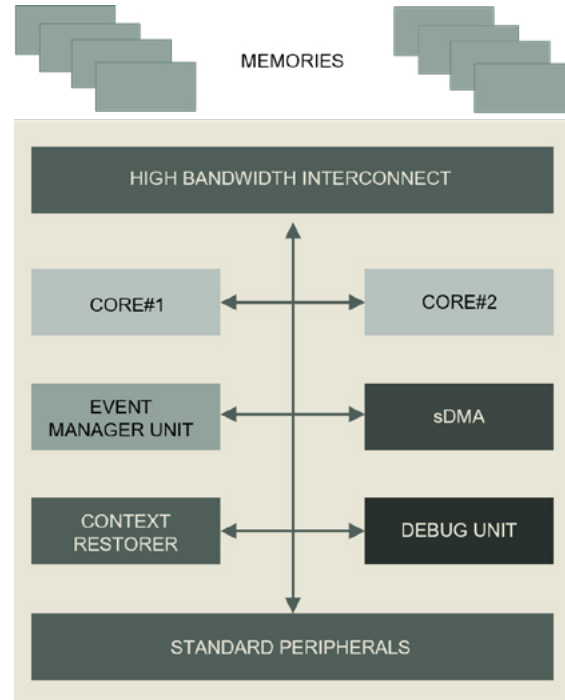 MEMORIES
HIGH BANDWIDTH INTERCONNECT
CORE#1
CORE#2
EVENT
MANAGER UNIT
sDMA
CONTEXT
RESTORER
DEBUG UNIT
STANDARD PERIPHERALS